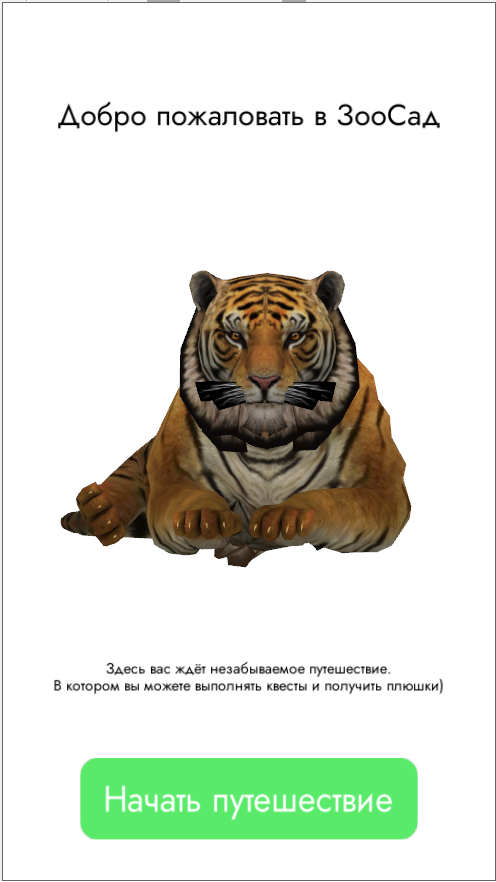 Добро пожаловать в ЗооСад
Здесь вас ждёт незабываемое путешествие.
В котором вы можете выполнять квесты и получить плюшки)
Начать путешествие